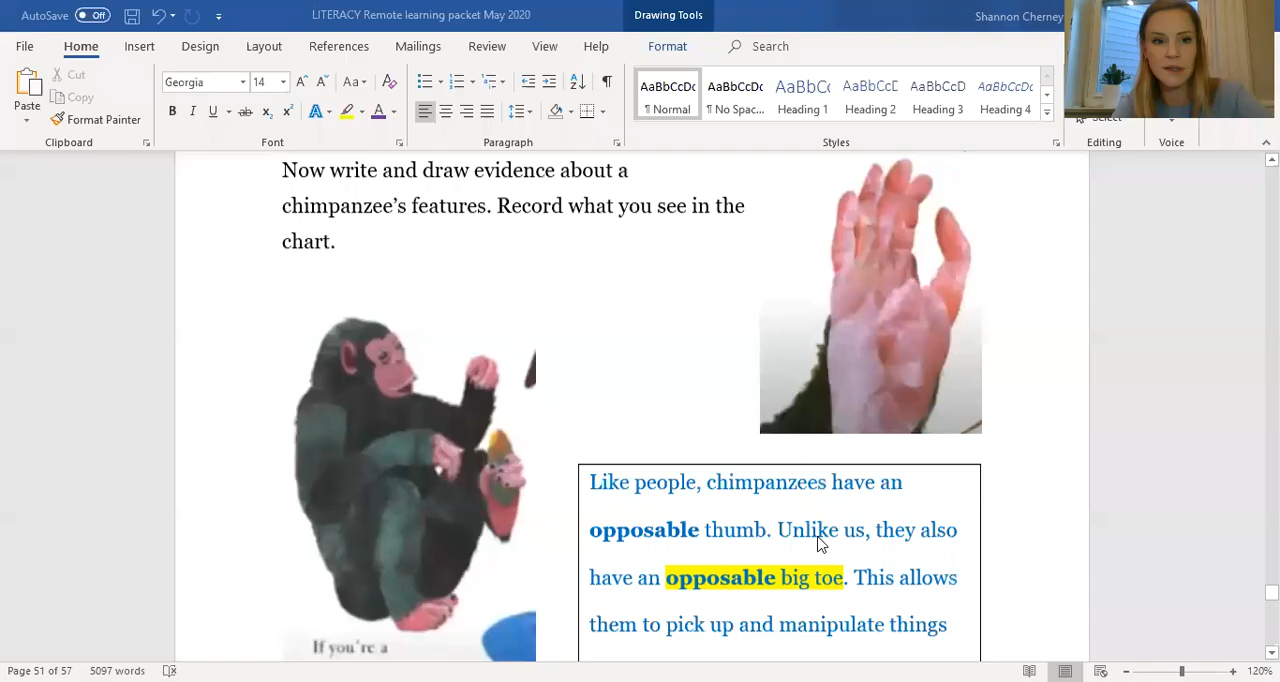 AutoSave Off LITERACY Remote learning packet May 2020 Drawing Tools Shannon Cherney
File Home Insert Design Layout References Mailings Review View Help Format Search
Paste
Cut
Copy
Format Painter
Georgia 14
AaBbCcDc AaBbCcDc AaBbCc AaBbCcC AaBbCcD AaBbCcDc
¶ Normal ¶ No Spac... Heading 1 Heading 2 Heading 3 Heading 4
Select
Clipboard Font Paragraph Styles Editing Voice
Now write and draw evidence about a
chimpanzee's features. Record what you see in the
chart.
If you're a
Like people, chimpanzees have an
opposable thumb. Unlike us, they also
have an opposable big toe. This allows
them to pick up and manipulate things
Page 51 of 57 5097 words 120%